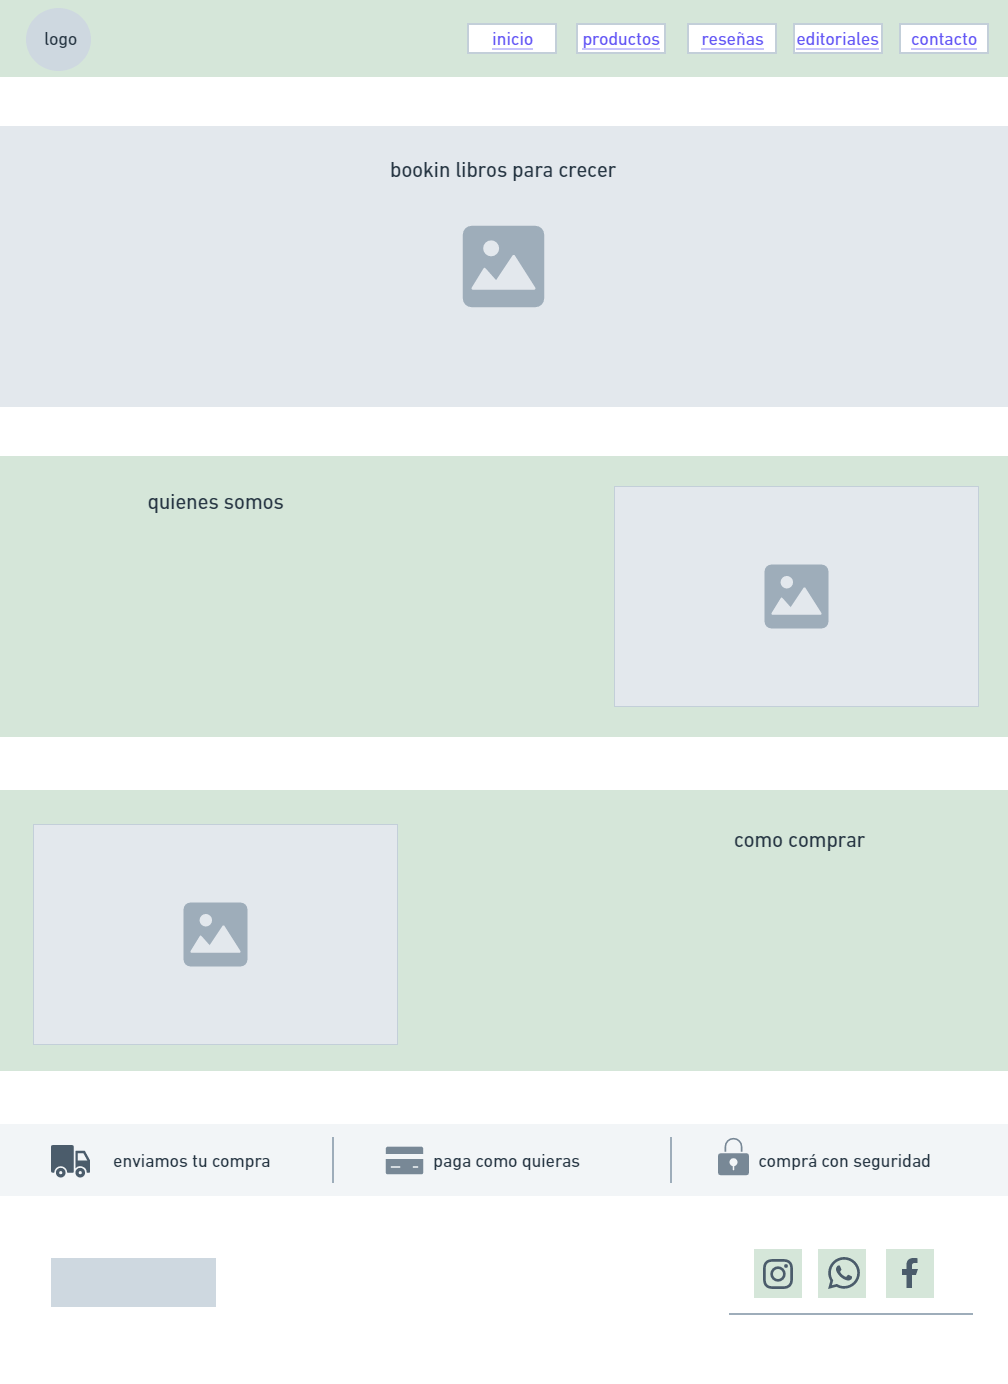 logo
inicio
productos
reseñas
editoriales
contacto
bookin libros para crecer
quienes somos
como comprar
enviamos tu compra
paga como quieras
comprá con seguridad